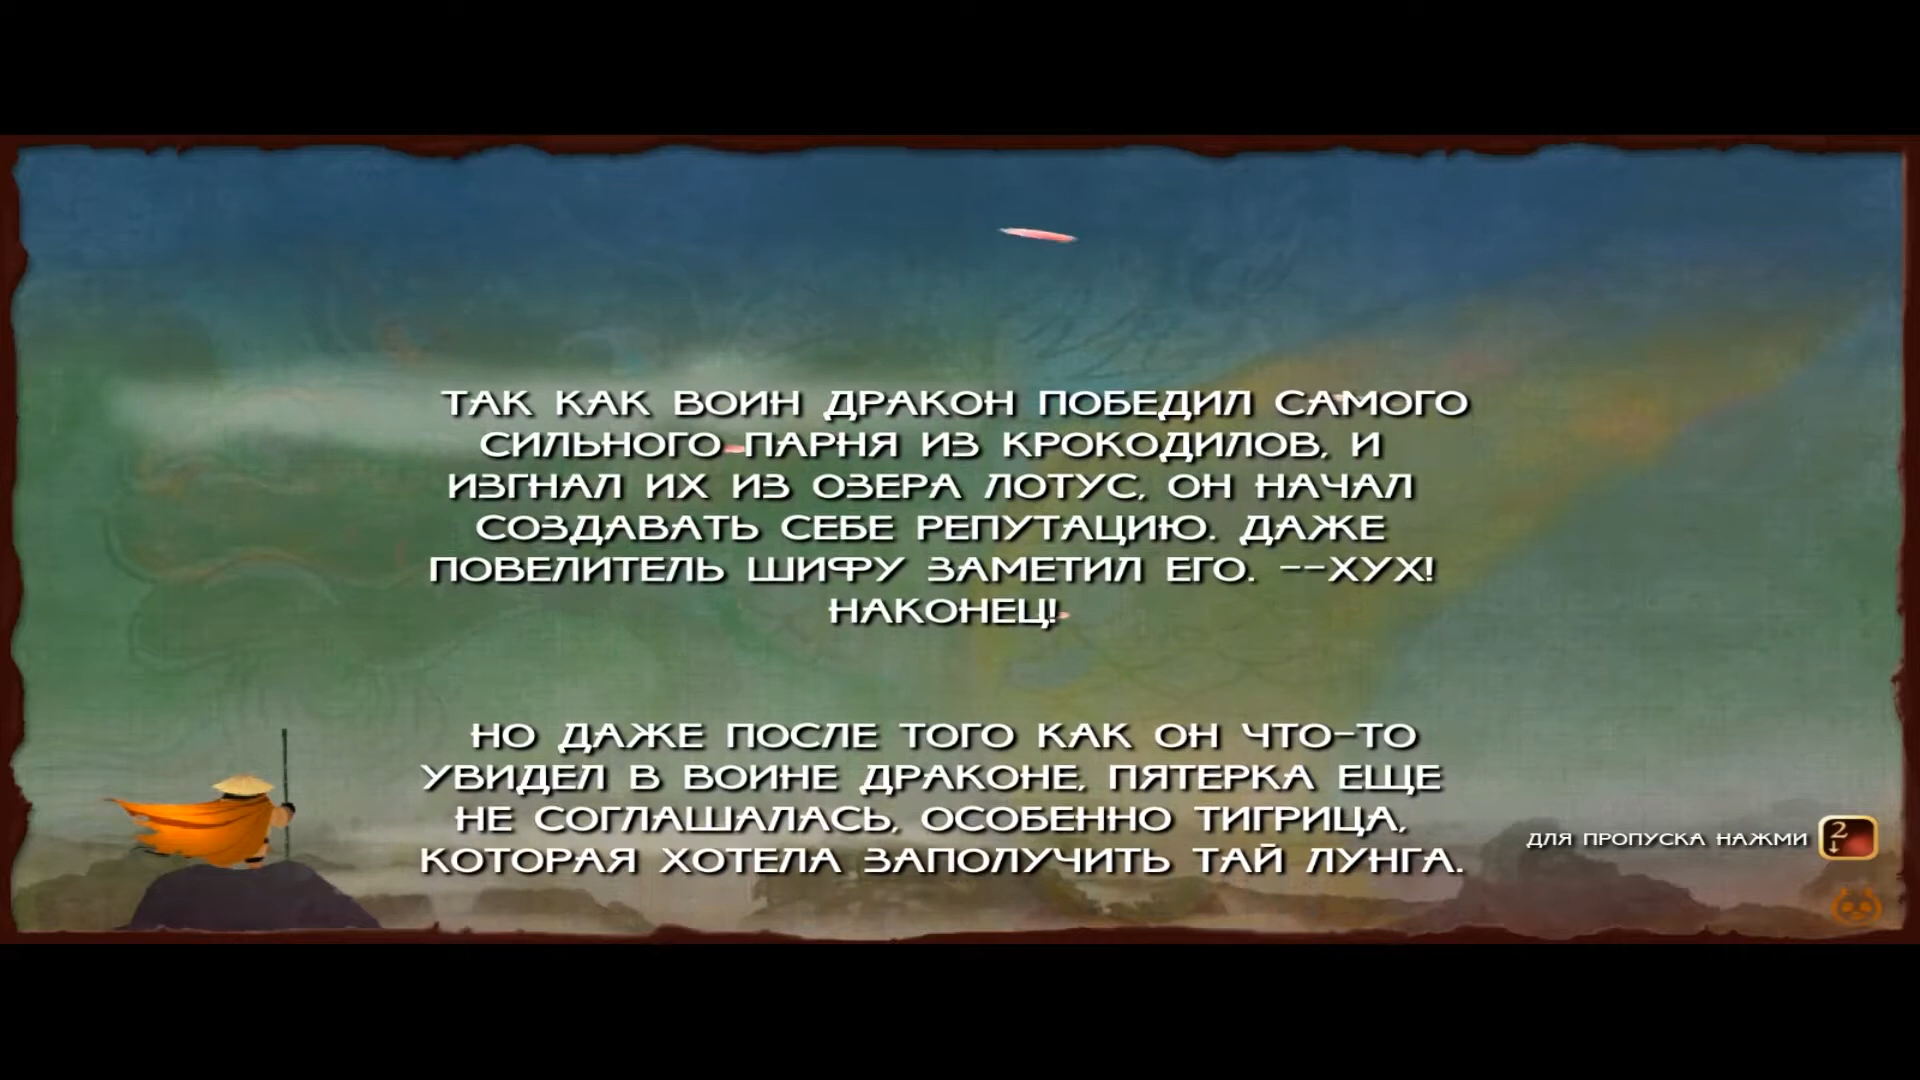 ТАК КАК ВОИН ДРАКОН ПОБЕДИЛ САМОГО
СИЛЬНОГО ПАРНЯ ИЗ КРОКОДИЛОВ, И
ИЗГНАЛ ИХ ИЗ ОЗЕРА ЛОТУС, ОН НАЧАЛ
СОЗДАВАТЬ СЕБЕ РЕПУТАЦИЮ. ДАЖЕ
ПОВЕЛИТЕЛЬ ШИФУ ЗАМЕТИЛ ЕГО. --ХУХ!
НАКОНЕЦ!
НО ДАЖЕ ПОСЛЕ ТОГО КАК ОН ЧТО-ТО
УВИДЕЛ В ВОИНЕ ДРАКОНЕ, ПЯТЕРКА ЕЩЕ
НЕ СОГЛАШАЛАСЬ, ОСОБЕННО ТИГРИЦА,
КОТОРАЯ ХОТЕЛА ЗАПОЛУЧИТЬ ТАЙ ЛУНГА.
ДЛЯ ПРОПУСКА НАЖМИ 2